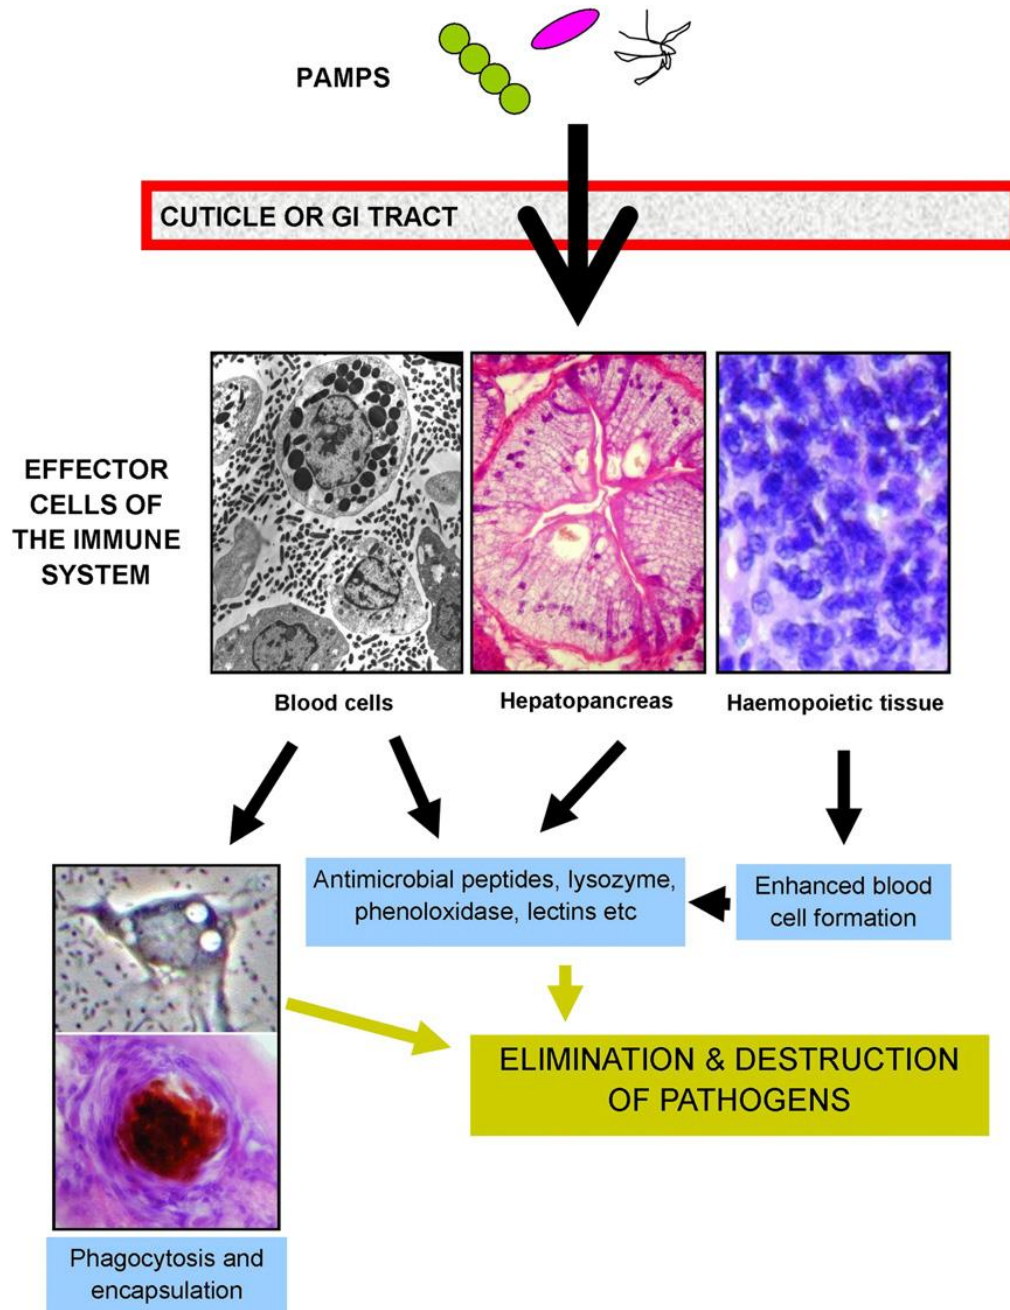 PAMPS
CUTICLE OR GI TRACT
EFFECTOR
CELLS OF
THE IMMUNE
SYSTEM
Blood cells
Hepatopancreas
Haemopoietic tissue
Antimicrobial peptides, lysozyme,
phenoloxidase, lectins etc
Enhanced blood
cell formation
ELIMINATION & DESTRUCTION
OF PATHOGENS
Phagocytosis and
encapsulation